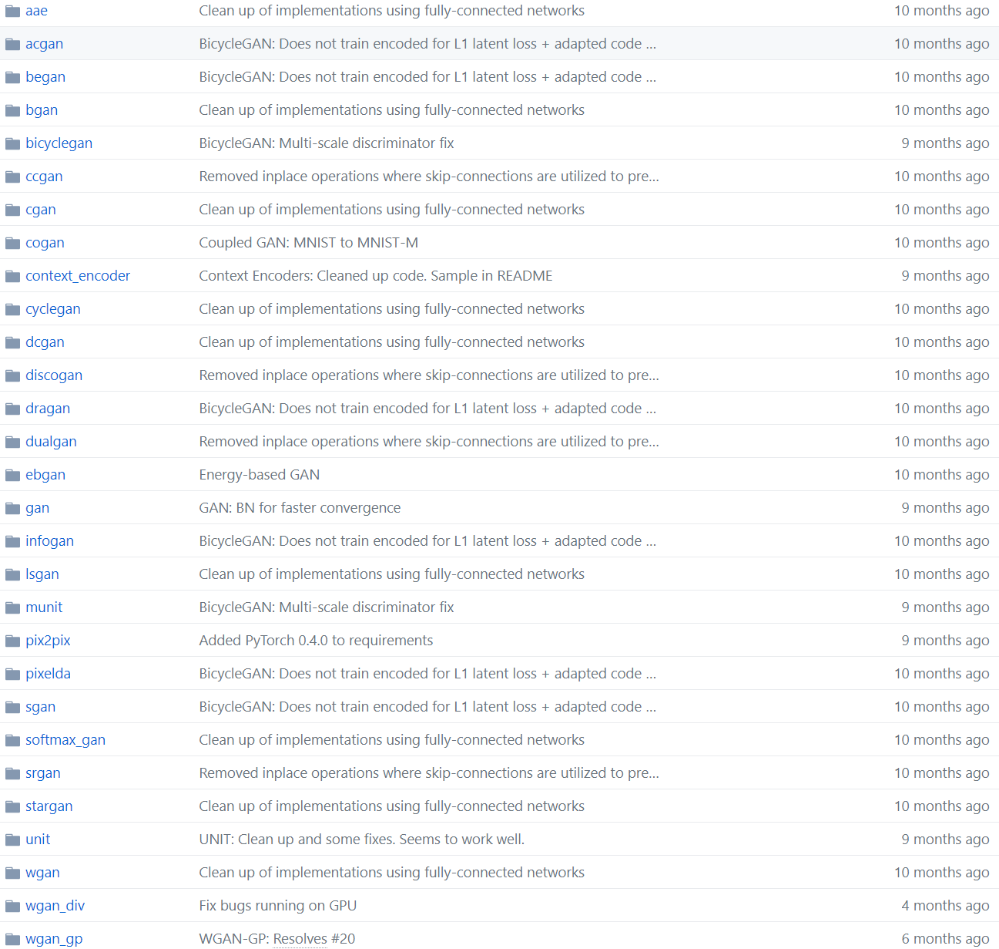 aae Clean up of implementations using fully-connected networks 10 months ago
acgan BicycleGAN: Does not train encoded for L1 latent loss + adapted code ... 10 months ago
began BicycleGAN: Does not train encoded for L1 latent loss + adapted code ... 10 months ago
bgan Clean up of implementations using fully-connected networks 10 months ago
bicyclegan BicycleGAN: Multi-scale discriminator fix 9 months ago
ccgan Removed inplace operations where skip-connections are utilized to pre... 10 months ago
cgan Clean up of implementations using fully-connected networks 10 months ago
cogan Coupled GAN: MNIST to MNIST-M 10 months ago
context_encoder Context Encoders: Cleaned up code. Sample in README 9 months ago
cyclegan Clean up of implementations using fully-connected networks 10 months ago
dcgan Clean up of implementations using fully-connected networks 10 months ago
discogan Removed inplace operations where skip-connections are utilized to pre... 10 months ago
dragan BicycleGAN: Does not train encoded for L1 latent loss + adapted code ... 10 months ago
dualgan Removed inplace operations where skip-connections are utilized to pre... 10 months ago
ebgan Energy-based GAN 10 months ago
gan GAN: BN for faster convergence 9 months ago
infogan BicycleGAN: Does not train encoded for L1 latent loss + adapted code ... 10 months ago
lsgan Clean up of implementations using fully-connected networks 10 months ago
munit BicycleGAN: Multi-scale discriminator fix 9 months ago
pix2pix Added PyTorch 0.4.0 to requirements 9 months ago
pixelda BicycleGAN: Does not train encoded for L1 latent loss + adapted code ... 10 months ago
sgan BicycleGAN: Does not train encoded for L1 latent loss + adapted code ... 10 months ago
softmax_gan Clean up of implementations using fully-connected networks 10 months ago
srgan Removed inplace operations where skip-connections are utilized to pre... 10 months ago
stargan Clean up of implementations using fully-connected networks 10 months ago
unit UNIT: Clean up and some fixes. Seems to work well. 9 months ago
wgan Clean up of implementations using fully-connected networks 10 months ago
wgan_div Fix bugs running on GPU 4 months ago
wgan_gp WGAN-GP: Resolves #20 6 months ago